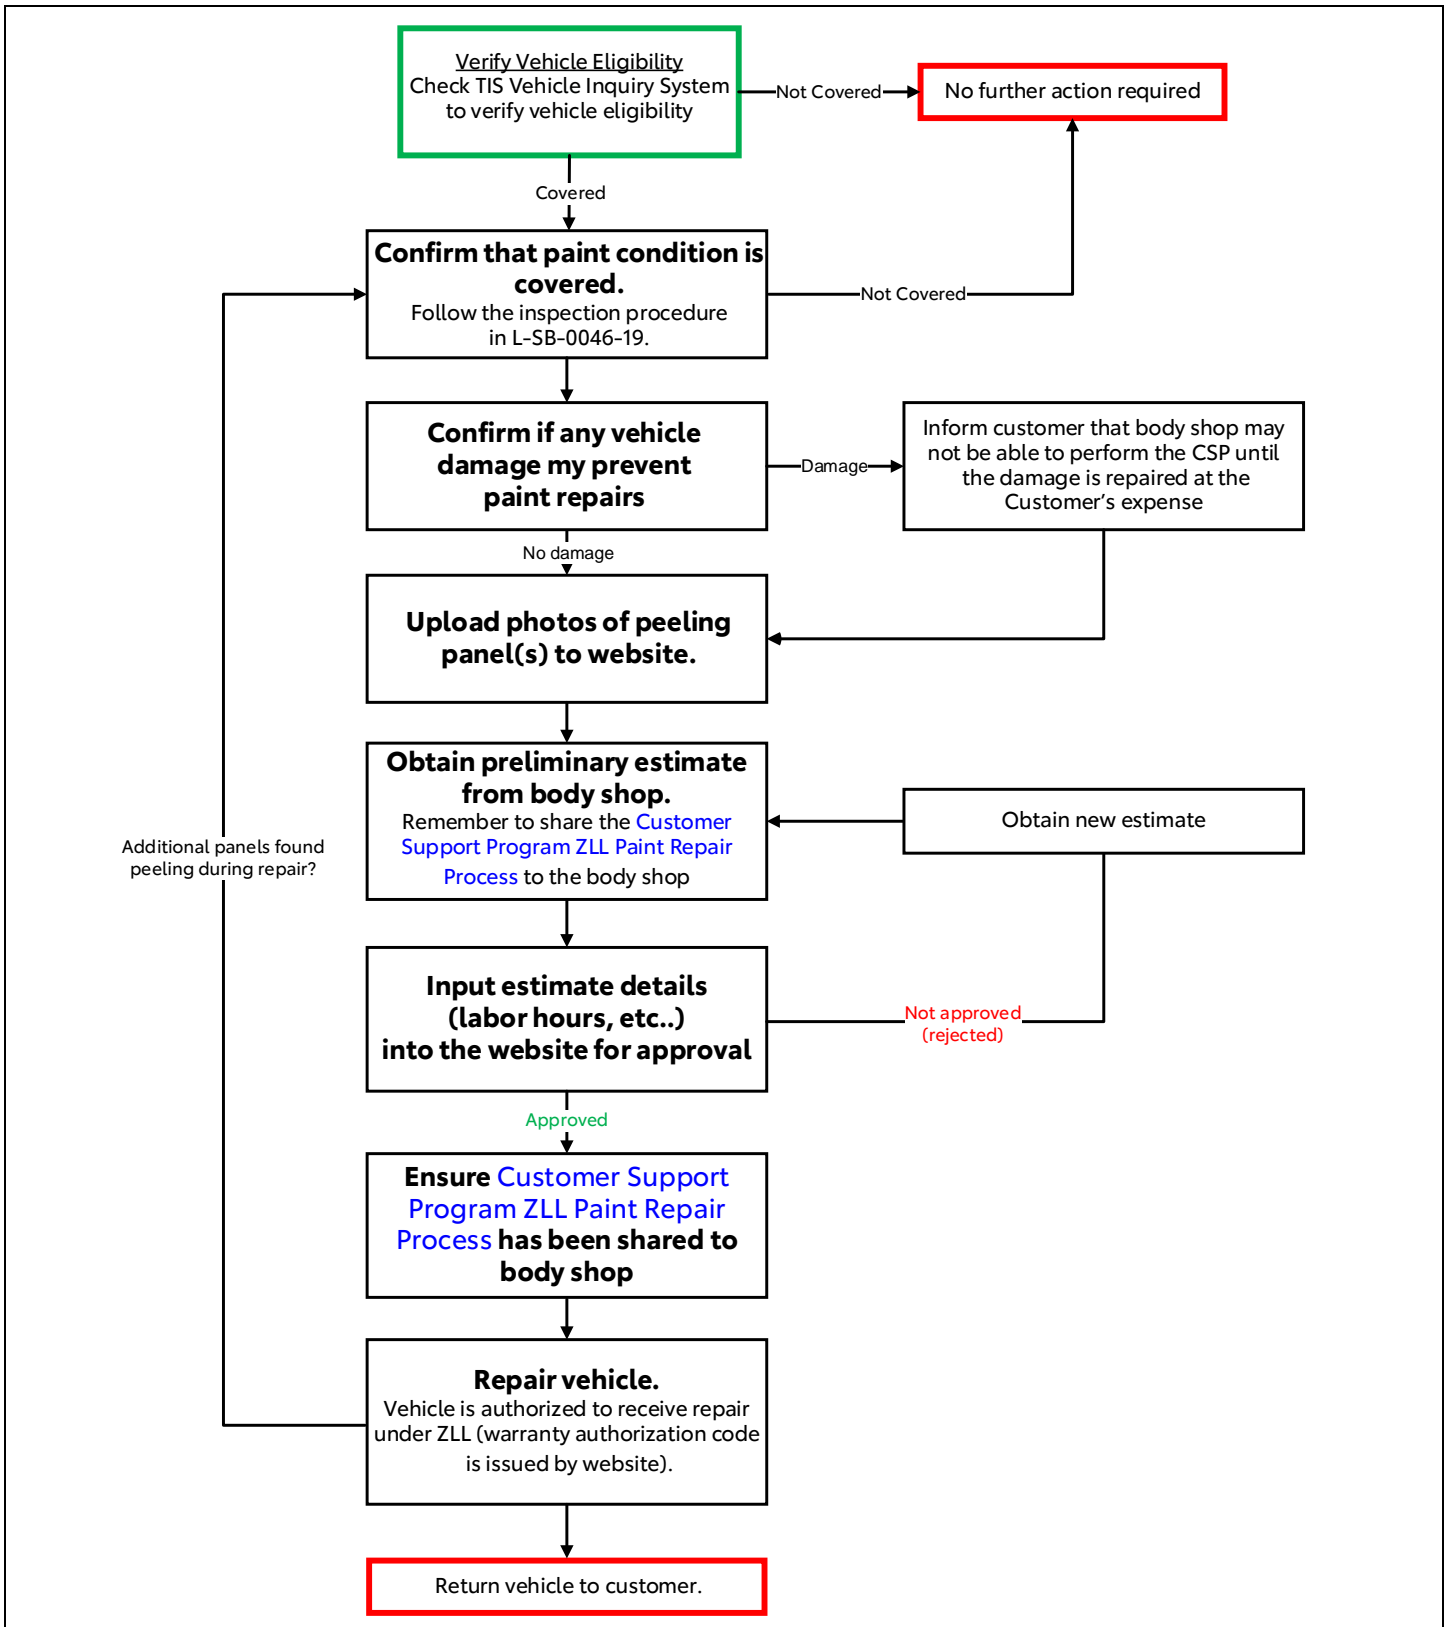 Verify Vehicle Eligibility
Check TIS Vehicle Inquiry System
to verify vehicle eligibility
Not Covered
No further action required
Covered
Confirm that paint condition is
covered.
Follow the inspection procedure
in L-SB-0046-19.
Not Covered
Confirm if any vehicle
damage my prevent
paint repairs
Damage
Inform customer that body shop may
not be able to perform the CSP until
the damage is repaired at the
Customer's expense
No damage
Upload photos of peeling
panel(s) to website.
Obtain preliminary estimate
from body shop.
Remember to share the Customer
Support Program ZLL Paint Repair
Process to the body shop
Obtain new estimate
Additional panels found
peeling during repair?
Input estimate details
(labor hours, etc..)
into the website for approval
Not approved
(rejected)
Approved
Ensure Customer Support
Program ZLL Paint Repair
Process has been shared to
body shop
Repair vehicle.
Vehicle is authorized to receive repair
under ZLL (warranty authorization code
is issued by website).
Return vehicle to customer.